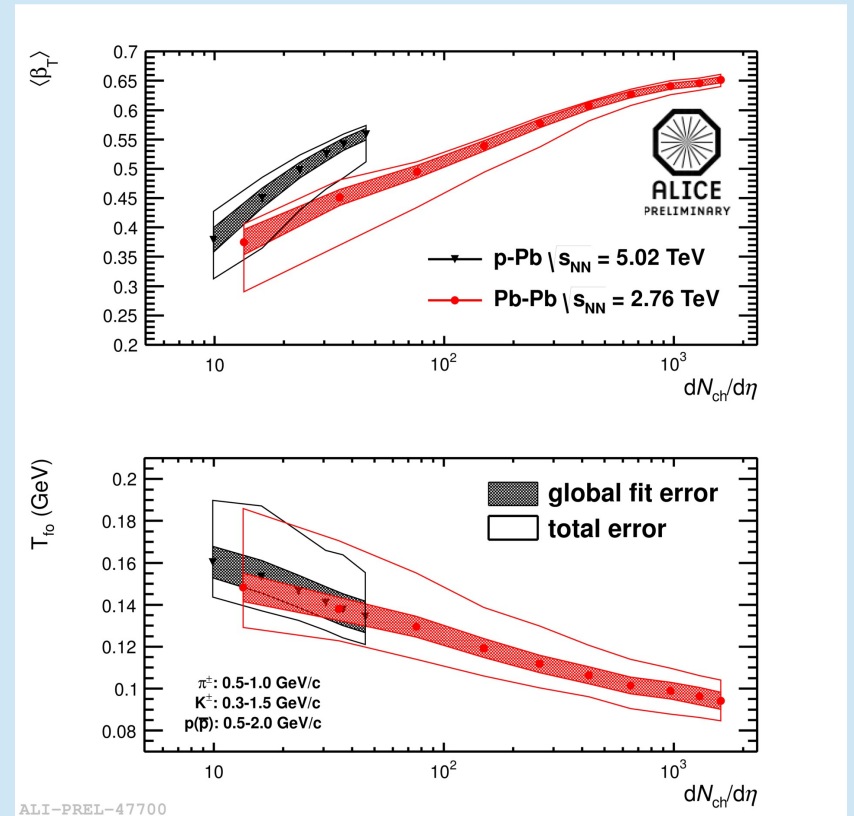 ⟨β_T⟩
0.7
0.65
0.6
0.55
0.5
0.45
0.4
0.35
0.3
0.25
0.2
ALICE
PRELIMINARY
p-Pb \ s_NN = 5.02 TeV
Pb-Pb \ s_NN = 2.76 TeV
10 10² 10³
dN_ch/dη
T_fo (GeV)
0.2
0.18
0.16
0.14
0.12
0.1
0.08
global fit error
total error
π±: 0.5-1.0 GeV/c
K±: 0.3-1.5 GeV/c
p(p̅): 0.5-2.0 GeV/c
10 10² 10³
dN_ch/dη
ALI-PREL-47700